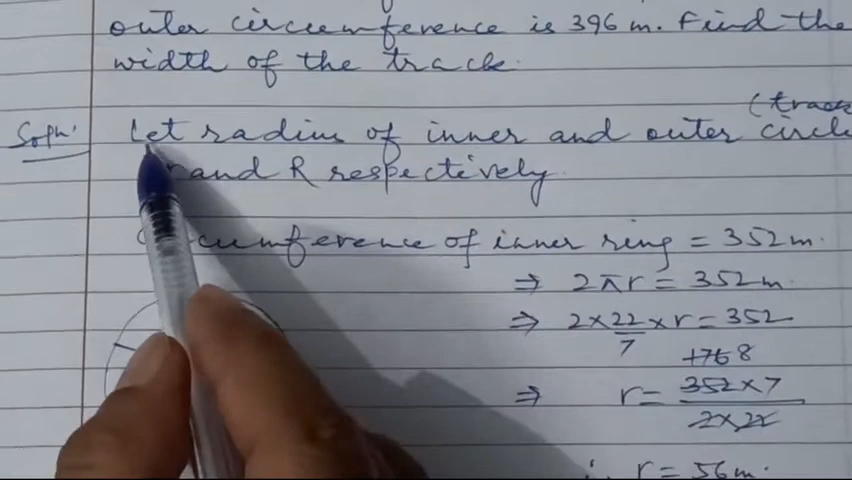 outer circumference is 396 m. Find the
width of the track.
(track
Soln. Let radius of inner and outer circle
r and R respectively.
Circumference of inner ring = 352 m.
⇒ 2πr = 352 m.
⇒ 2 × 22/7 × r = 352
176 8
⇒ r = 352 × 7 / 2 × 22
∴ r = 56 m.